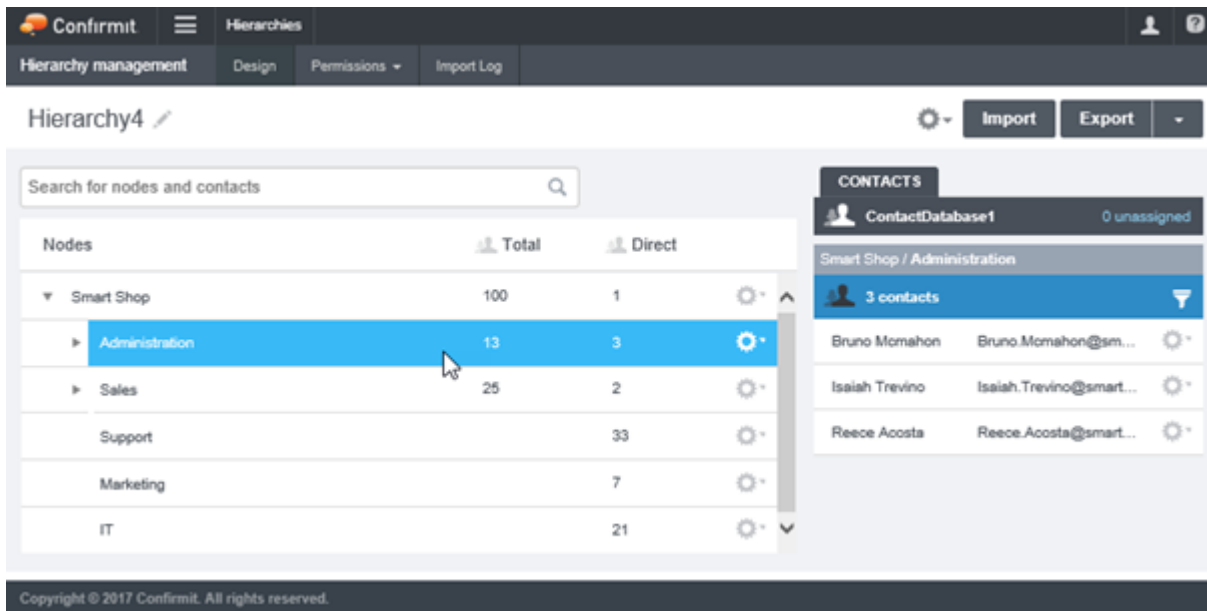 Confirmit Hierarchies
Hierarchy management Design Permissions Import Log
Hierarchy4 Import Export
Search for nodes and contacts
CONTACTS
ContactDatabase1 0 unassigned
Nodes Total Direct
Smart Shop / Administration
Smart Shop 100 1
3 contacts
Administration 13 3
Bruno Mcmahon Bruno.Mcmahon@sm...
Sales 25 2
Isaiah Trevino Isaiah.Trevino@smart...
Support 33
Reece Acosta Reece.Acosta@smart...
Marketing 7
IT 21
Copyright © 2017 Confirmit. All rights reserved.